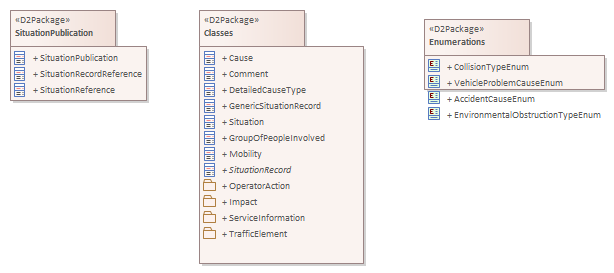 «D2Package»
SituationPublication
+ SituationPublication
+ SituationRecordReference
+ SituationReference
«D2Package»
Classes
+ Cause
+ Comment
+ DetailedCauseType
+ GenericSituationRecord
+ Situation
+ GroupOfPeopleInvolved
+ Mobility
+ SituationRecord
+ OperatorAction
+ Impact
+ ServiceInformation
+ TrafficElement
«D2Package»
Enumerations
+ CollisionTypeEnum
+ VehicleProblemCauseEnum
+ AccidentCauseEnum
+ EnvironmentalObstructionTypeEnum